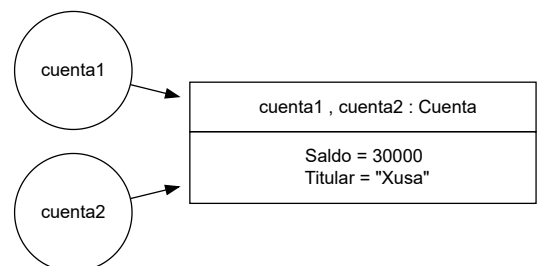 cuenta1
cuenta1 , cuenta2 : Cuenta
Saldo = 30000
Titular = "Xusa"
cuenta2